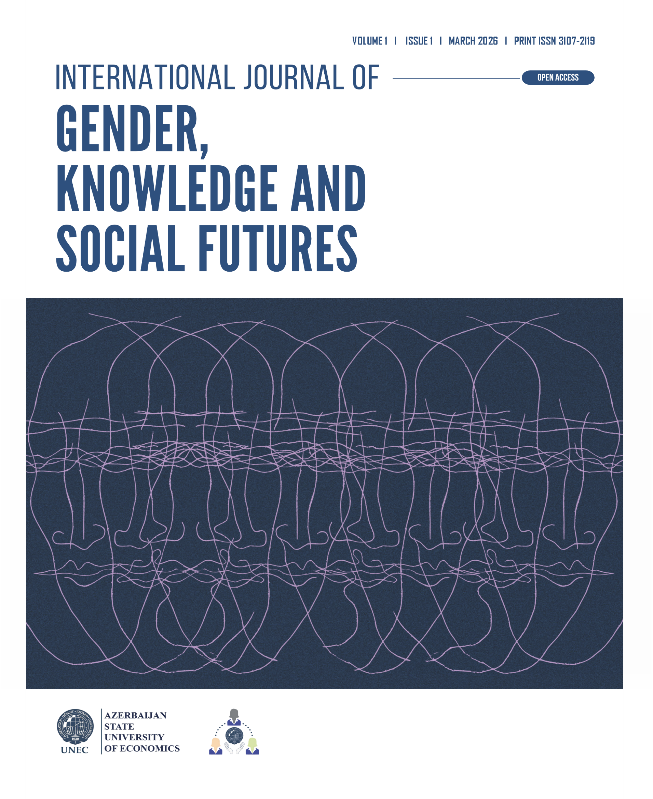 VOLUME 1 | ISSUE 1 | MARCH 2026 | PRINT ISSN 3107-2119
INTERNATIONAL JOURNAL OF
OPEN ACCESS
GENDER,
KNOWLEDGE AND
SOCIAL FUTURES
UNEC
AZERBAIJAN
STATE
UNIVERSITY
OF ECONOMICS